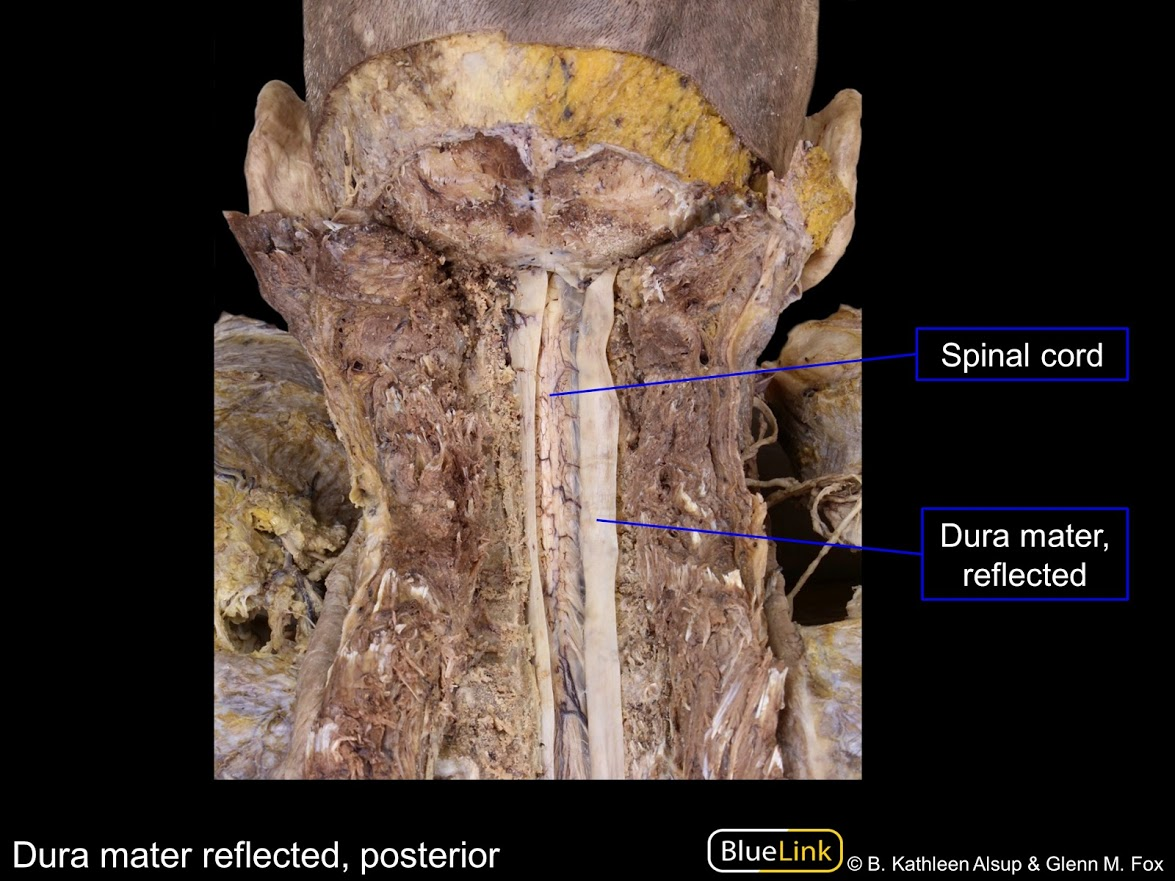 Spinal cord
Dura mater,
reflected
Dura mater reflected, posterior
BlueLink © B. Kathleen Alsup & Glenn M. Fox